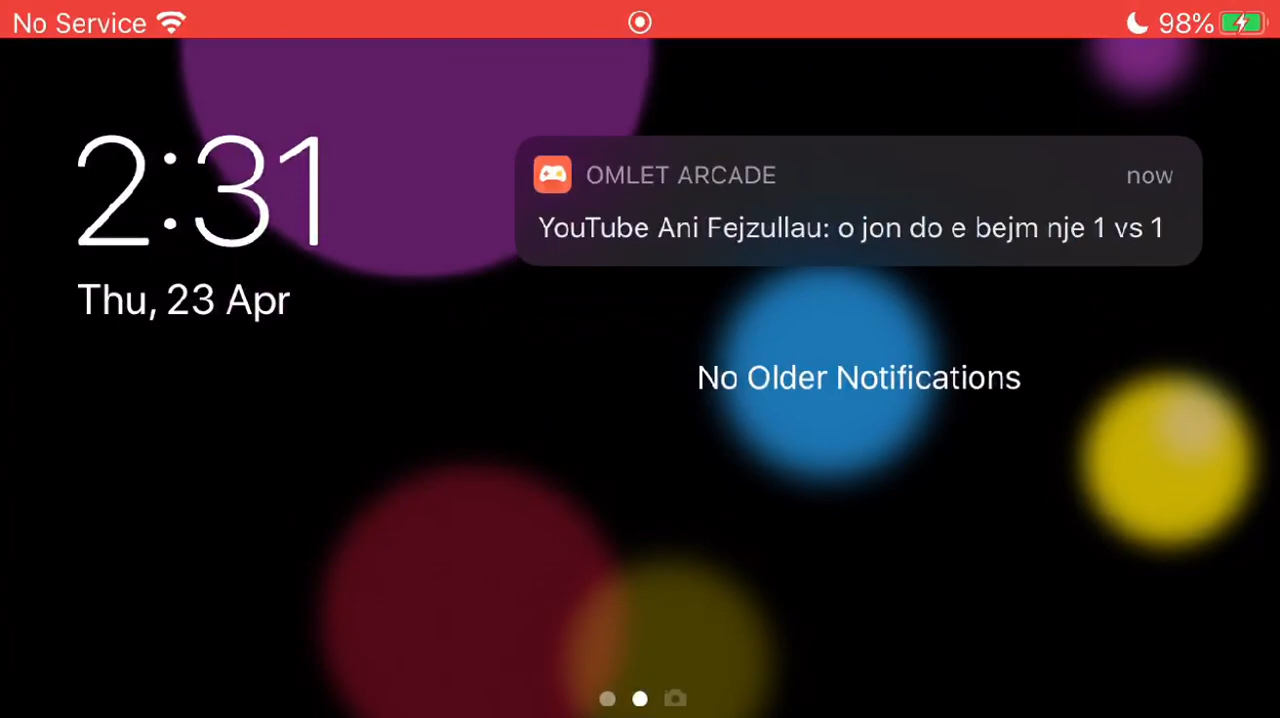 No Service
98%
2:31
Thu, 23 Apr
OMLET ARCADE
now
YouTube Ani Fejzullau: o jon do e bejm nje 1 vs 1
No Older Notifications